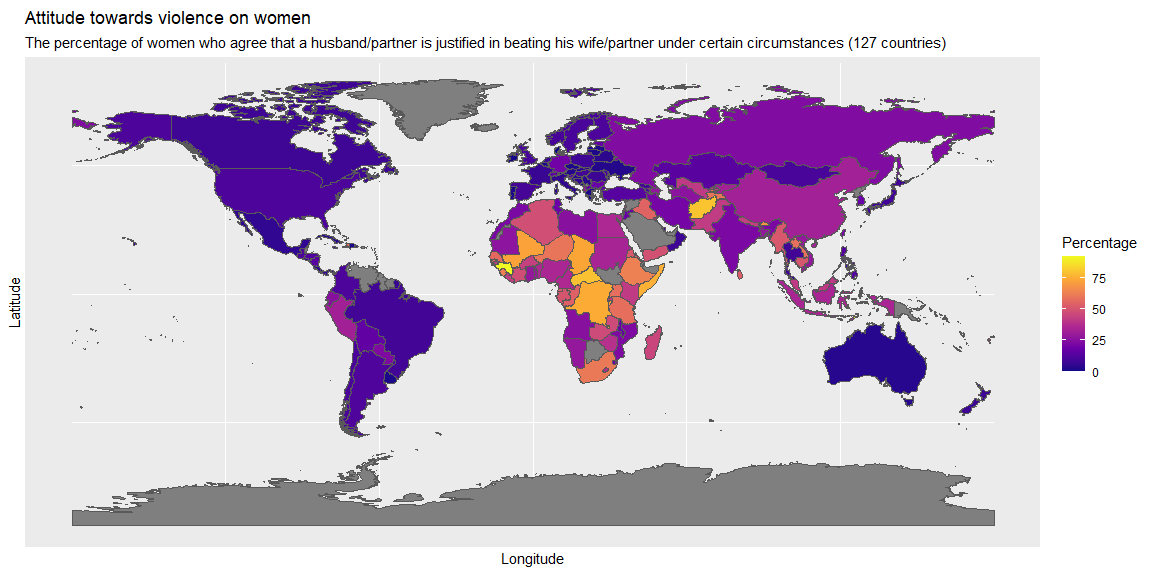 Attitude towards violence on women
The percentage of women who agree that a husband/partner is justified in beating his wife/partner under certain circumstances (127 countries)
Percentage
75
50
25
0
Latitude
Longitude